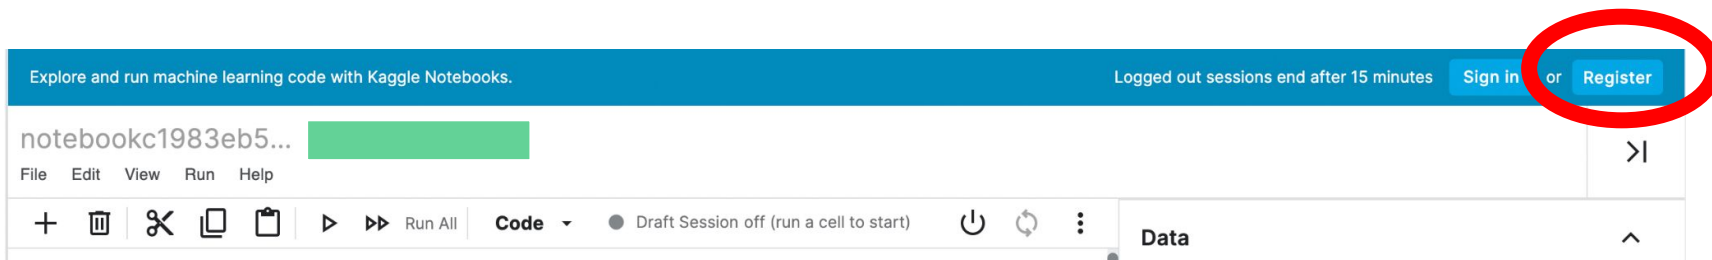 Explore and run machine learning code with Kaggle Notebooks. Logged out sessions end after 15 minutes Sign in or Register
notebookc1983eb5...
File Edit View Run Help
Run All Code Draft Session off (run a cell to start)
Data